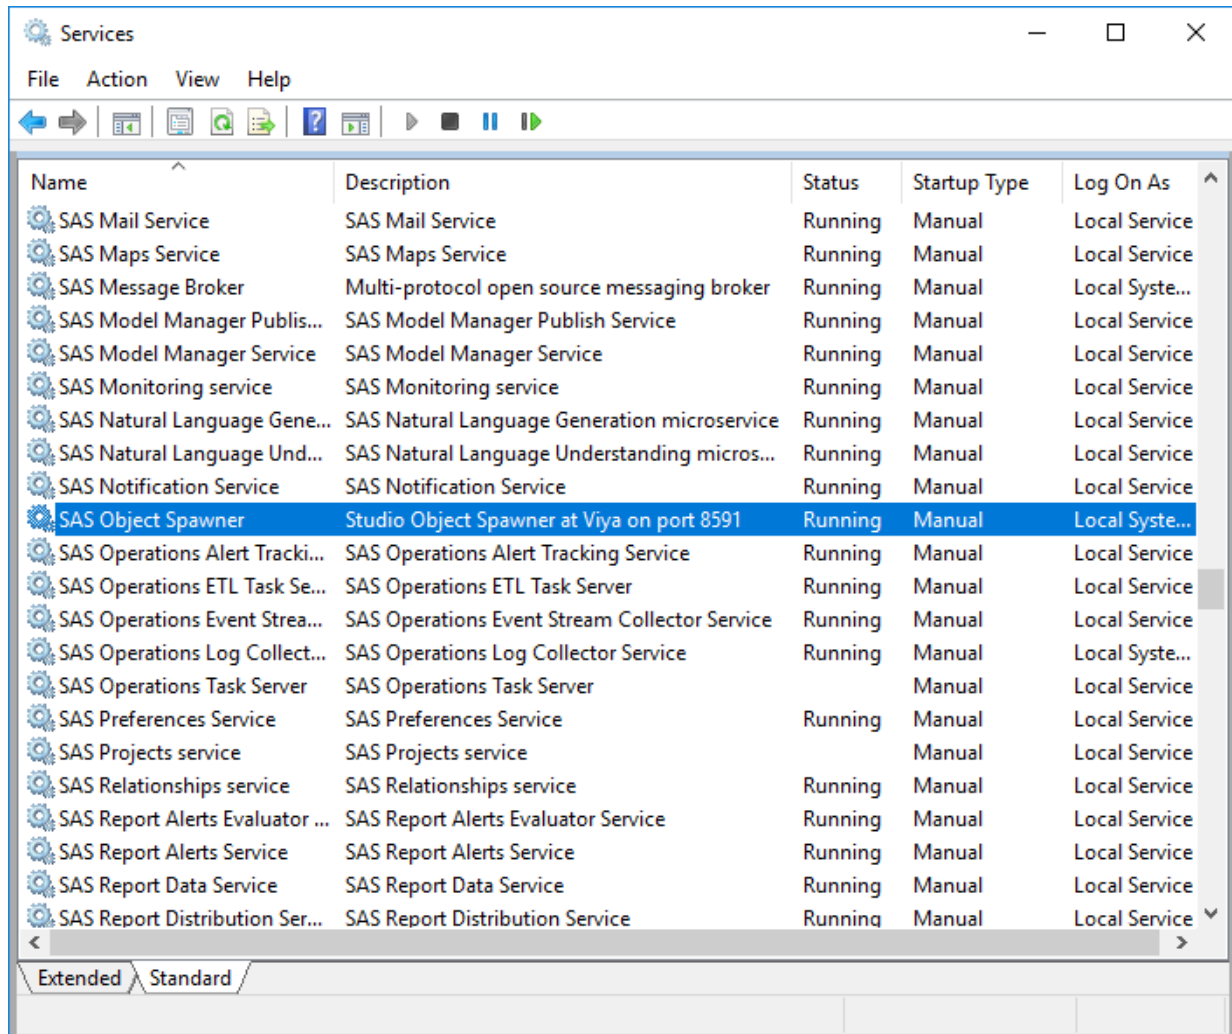 Services
File Action View Help
Name Description Status Startup Type Log On As
SAS Mail Service SAS Mail Service Running Manual Local Service
SAS Maps Service SAS Maps Service Running Manual Local Service
SAS Message Broker Multi-protocol open source messaging broker Running Manual Local Syste...
SAS Model Manager Publis... SAS Model Manager Publish Service Running Manual Local Service
SAS Model Manager Service SAS Model Manager Service Running Manual Local Service
SAS Monitoring service SAS Monitoring service Running Manual Local Service
SAS Natural Language Gene... SAS Natural Language Generation microservice Running Manual Local Service
SAS Natural Language Und... SAS Natural Language Understanding micros... Running Manual Local Service
SAS Notification Service SAS Notification Service Running Manual Local Service
SAS Object Spawner Studio Object Spawner at Viya on port 8591 Running Manual Local Syste...
SAS Operations Alert Tracki... SAS Operations Alert Tracking Service Running Manual Local Service
SAS Operations ETL Task Se... SAS Operations ETL Task Server Running Manual Local Service
SAS Operations Event Strea... SAS Operations Event Stream Collector Service Running Manual Local Service
SAS Operations Log Collect... SAS Operations Log Collector Service Running Manual Local Syste...
SAS Operations Task Server SAS Operations Task Server Manual Local Service
SAS Preferences Service SAS Preferences Service Running Manual Local Service
SAS Projects service SAS Projects service Manual Local Service
SAS Relationships service SAS Relationships service Running Manual Local Service
SAS Report Alerts Evaluator ... SAS Report Alerts Evaluator Service Running Manual Local Service
SAS Report Alerts Service SAS Report Alerts Service Running Manual Local Service
SAS Report Data Service SAS Report Data Service Running Manual Local Service
SAS Report Distribution Ser... SAS Report Distribution Service Running Manual Local Service
Extended Standard